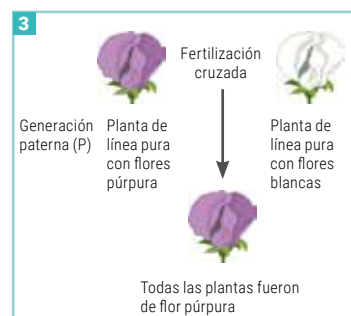 3
Fertilización
cruzada
Generación
paterna (P)
Planta de
línea pura
con flores
púrpura
Planta de
línea pura
con flores
blancas
Todas las plantas fueron
de flor púrpura